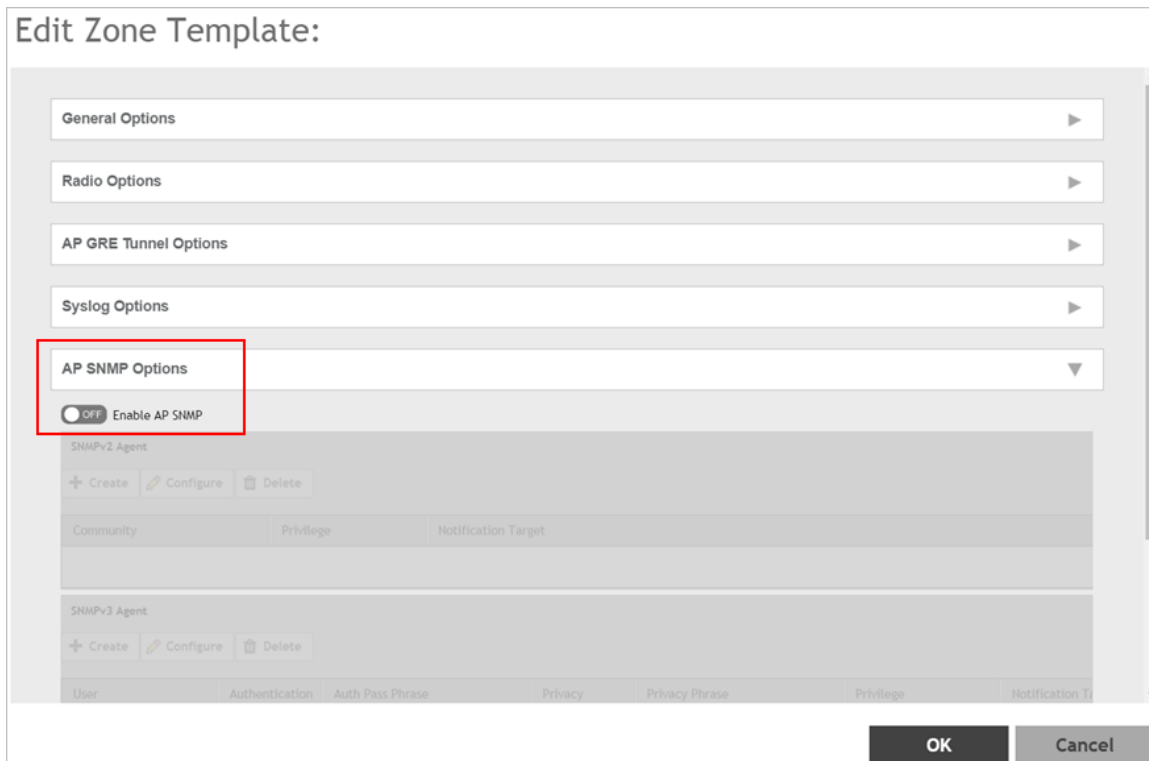 Edit Zone Template:
General Options
Radio Options
AP GRE Tunnel Options
Syslog Options
AP SNMP Options
OFF Enable AP SNMP
SNMPv2 Agent
Create Configure Delete
Community Privilege Notification Target
SNMPv3 Agent
Create Configure Delete
User Authentication Auth Pass Phrase Privacy Privacy Phrase Privilege Notification Ta
OK Cancel